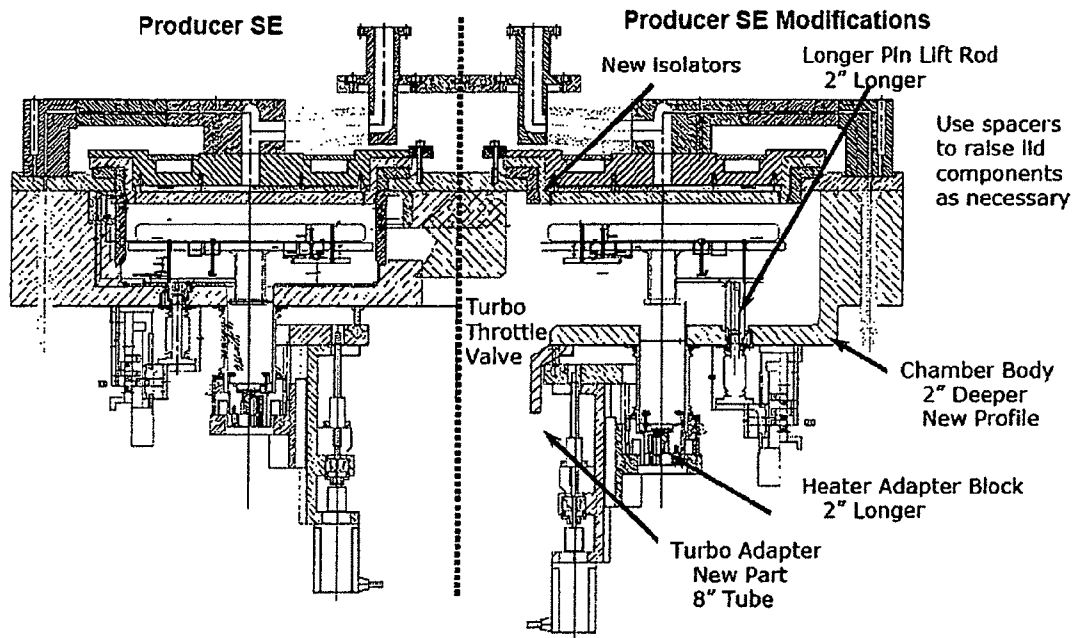 Producer SE
Producer SE Modifications
New Isolators
Longer Pin Lift Rod
2" Longer
Use spacers
to raise lid
components
as necessary
Turbo
Throttle
Valve
Chamber Body
2" Deeper
New Profile
Heater Adapter Block
2" Longer
Turbo Adapter
New Part
8" Tube